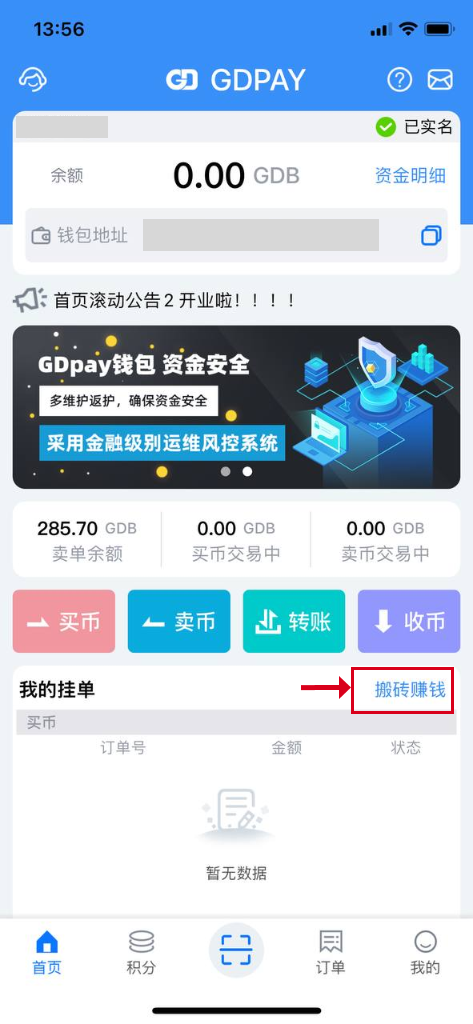 13:56
GD GDPAY
已实名
余额 0.00 GDB 资金明细
钱包地址
首页滚动公告2 开业啦！！！！
GDpay钱包 资金安全
多维护返护，确保资金安全
采用金融级别运维风控系统
285.70 GDB 0.00 GDB 0.00 GDB
卖单余额 买币交易中 卖币交易中
买币 卖币 转账 收币
我的挂单 搬砖赚钱
买币
订单号 金额 状态
暂无数据
首页 积分 订单 我的